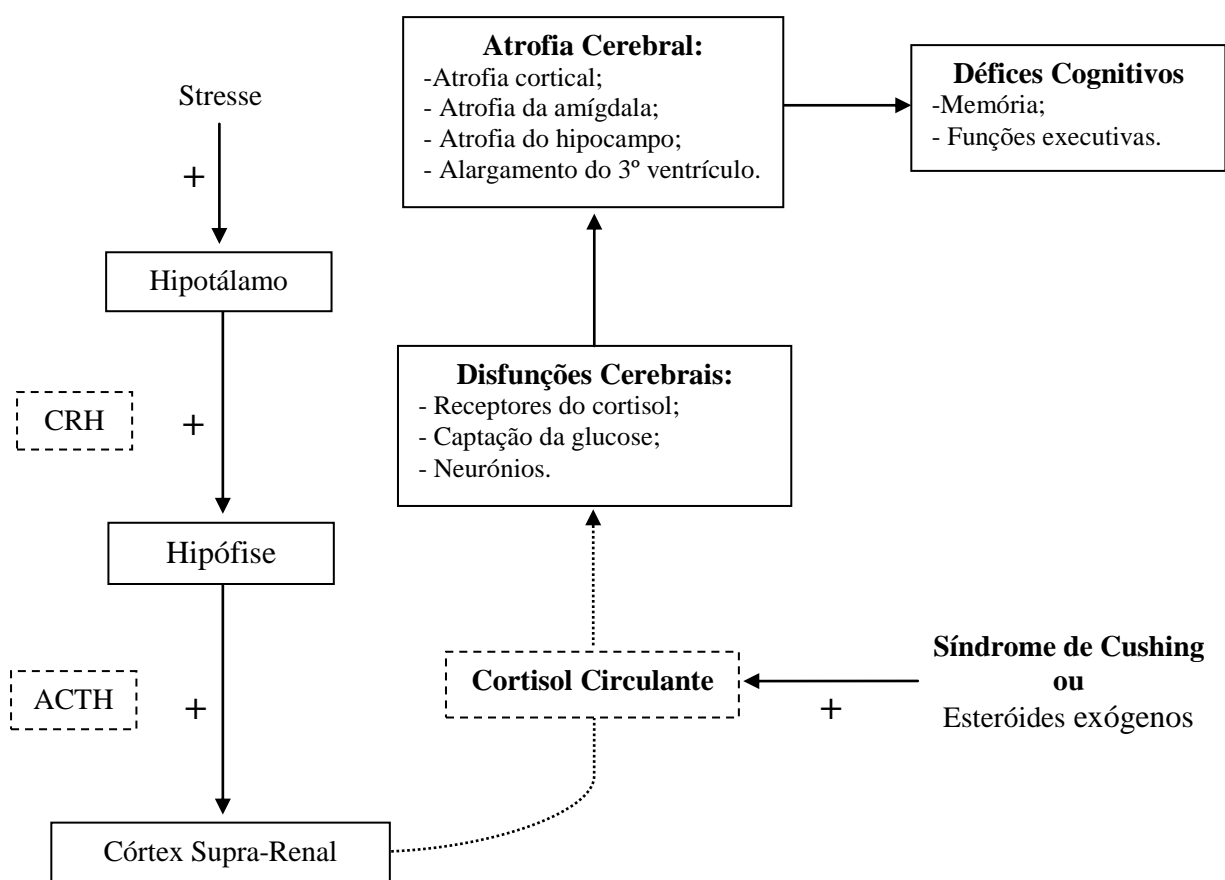 Stresse
+
Hipotálamo
CRH
+
Hipófise
ACTH
+
Córtex Supra-Renal
Cortisol Circulante
+
Síndrome de Cushing
ou
Esteróides exógenos
Disfunções Cerebrais:
- Receptores do cortisol;
- Captação da glucose;
- Neurónios.
Atrofia Cerebral:
-Atrofia cortical;
- Atrofia da amígdala;
- Atrofia do hipocampo;
- Alargamento do 3º ventrículo.
Défices Cognitivos
-Memória;
- Funções executivas.